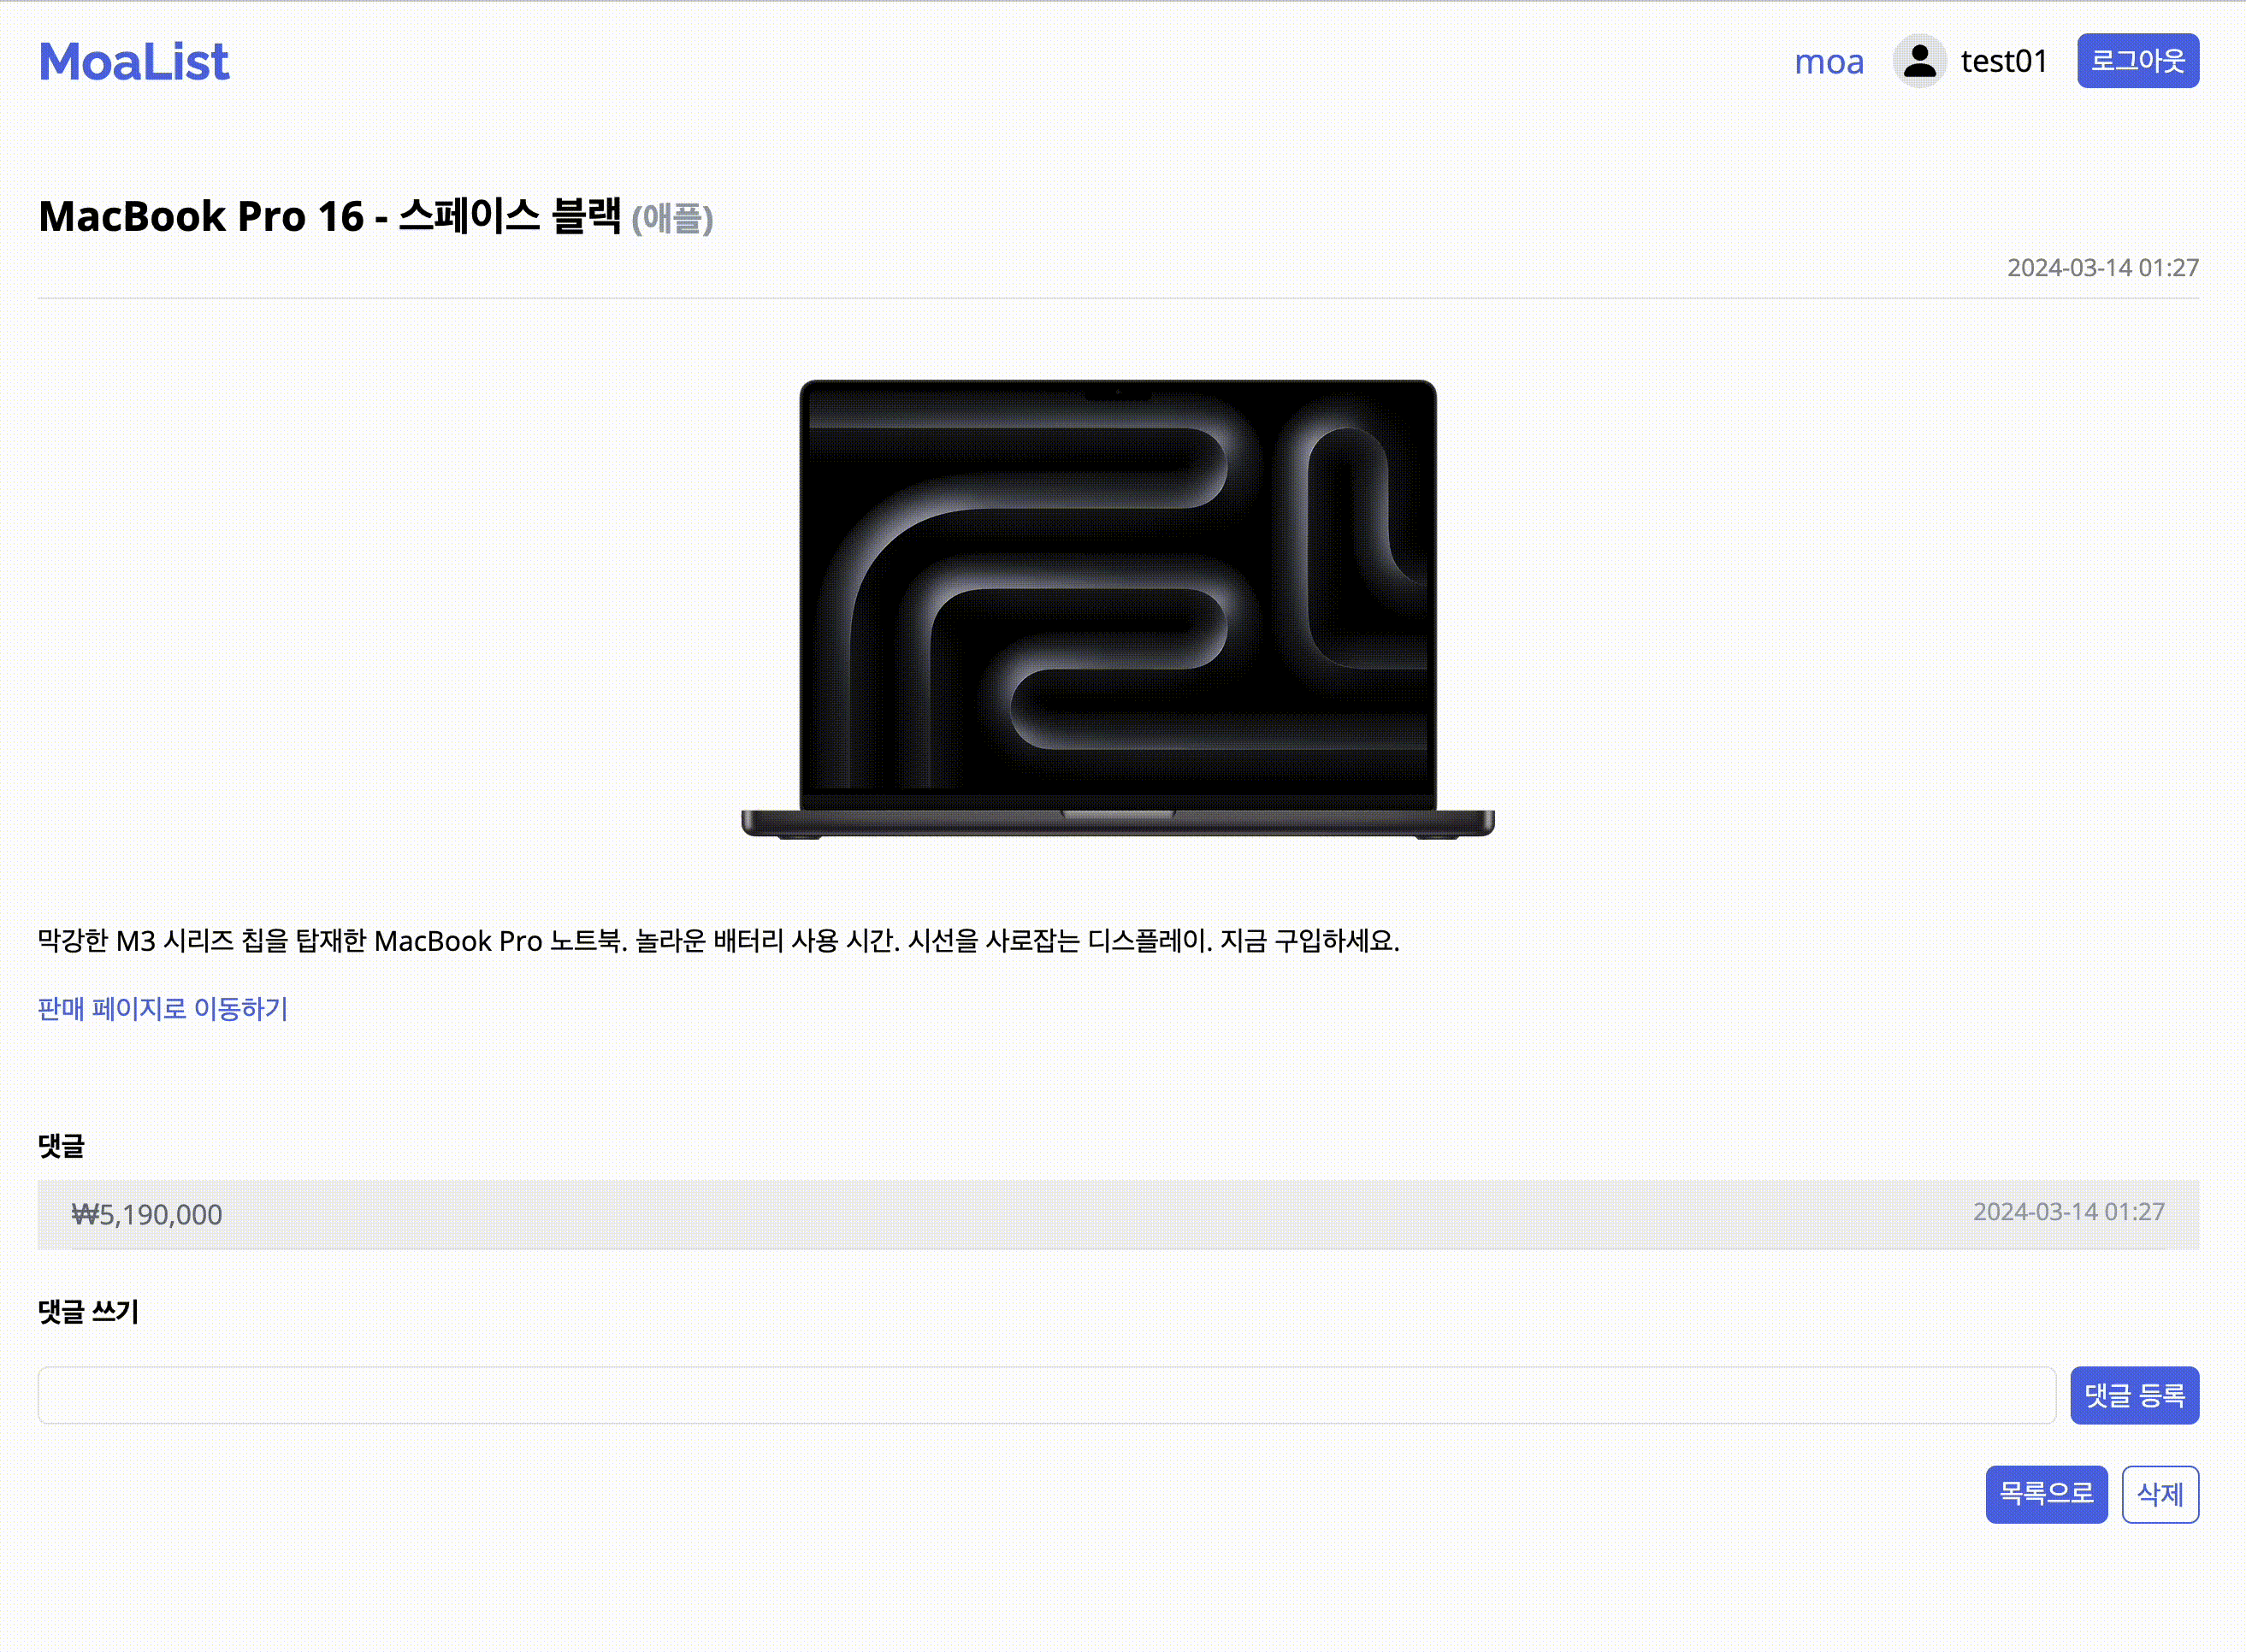 MoaList
moa test01 로그아웃
MacBook Pro 16 - 스페이스 블랙 (애플)
2024-03-14 01:27
막강한 M3 시리즈 칩을 탑재한 MacBook Pro 노트북. 놀라운 배터리 사용 시간. 시선을 사로잡는 디스플레이. 지금 구입하세요.
판매 페이지로 이동하기
댓글
₩5,190,000 2024-03-14 01:27
댓글 쓰기
댓글 등록
목록으로 삭제